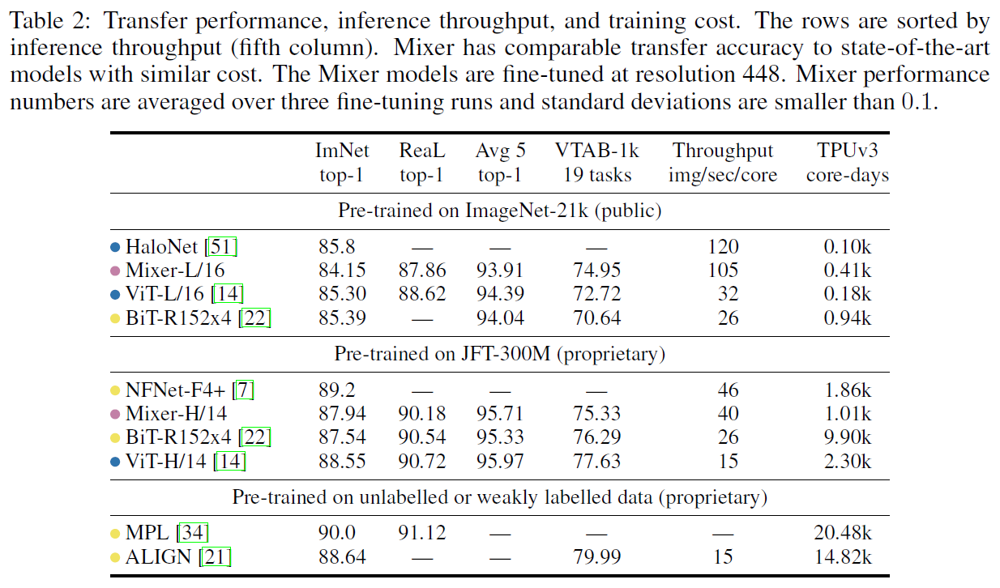 Table 2: Transfer performance, inference throughput, and training cost. The rows are sorted by
inference throughput (fifth column). Mixer has comparable transfer accuracy to state-of-the-art
models with similar cost. The Mixer models are fine-tuned at resolution 448. Mixer performance
numbers are averaged over three fine-tuning runs and standard deviations are smaller than 0.1.
ImNet ReaL Avg 5 VTAB-1k Throughput TPUv3
top-1 top-1 top-1 19 tasks img/sec/core core-days
Pre-trained on ImageNet-21k (public)
HaloNet [51] 85.8 — — — 120 0.10k
Mixer-L/16 84.15 87.86 93.91 74.95 105 0.41k
ViT-L/16 [14] 85.30 88.62 94.39 72.72 32 0.18k
BiT-R152x4 [22] 85.39 — 94.04 70.64 26 0.94k
Pre-trained on JFT-300M (proprietary)
NFNet-F4+ [7] 89.2 — — — 46 1.86k
Mixer-H/14 87.94 90.18 95.71 75.33 40 1.01k
BiT-R152x4 [22] 87.54 90.54 95.33 76.29 26 9.90k
ViT-H/14 [14] 88.55 90.72 95.97 77.63 15 2.30k
Pre-trained on unlabelled or weakly labelled data (proprietary)
MPL [34] 90.0 91.12 — — — 20.48k
ALIGN [21] 88.64 — — 79.99 15 14.82k